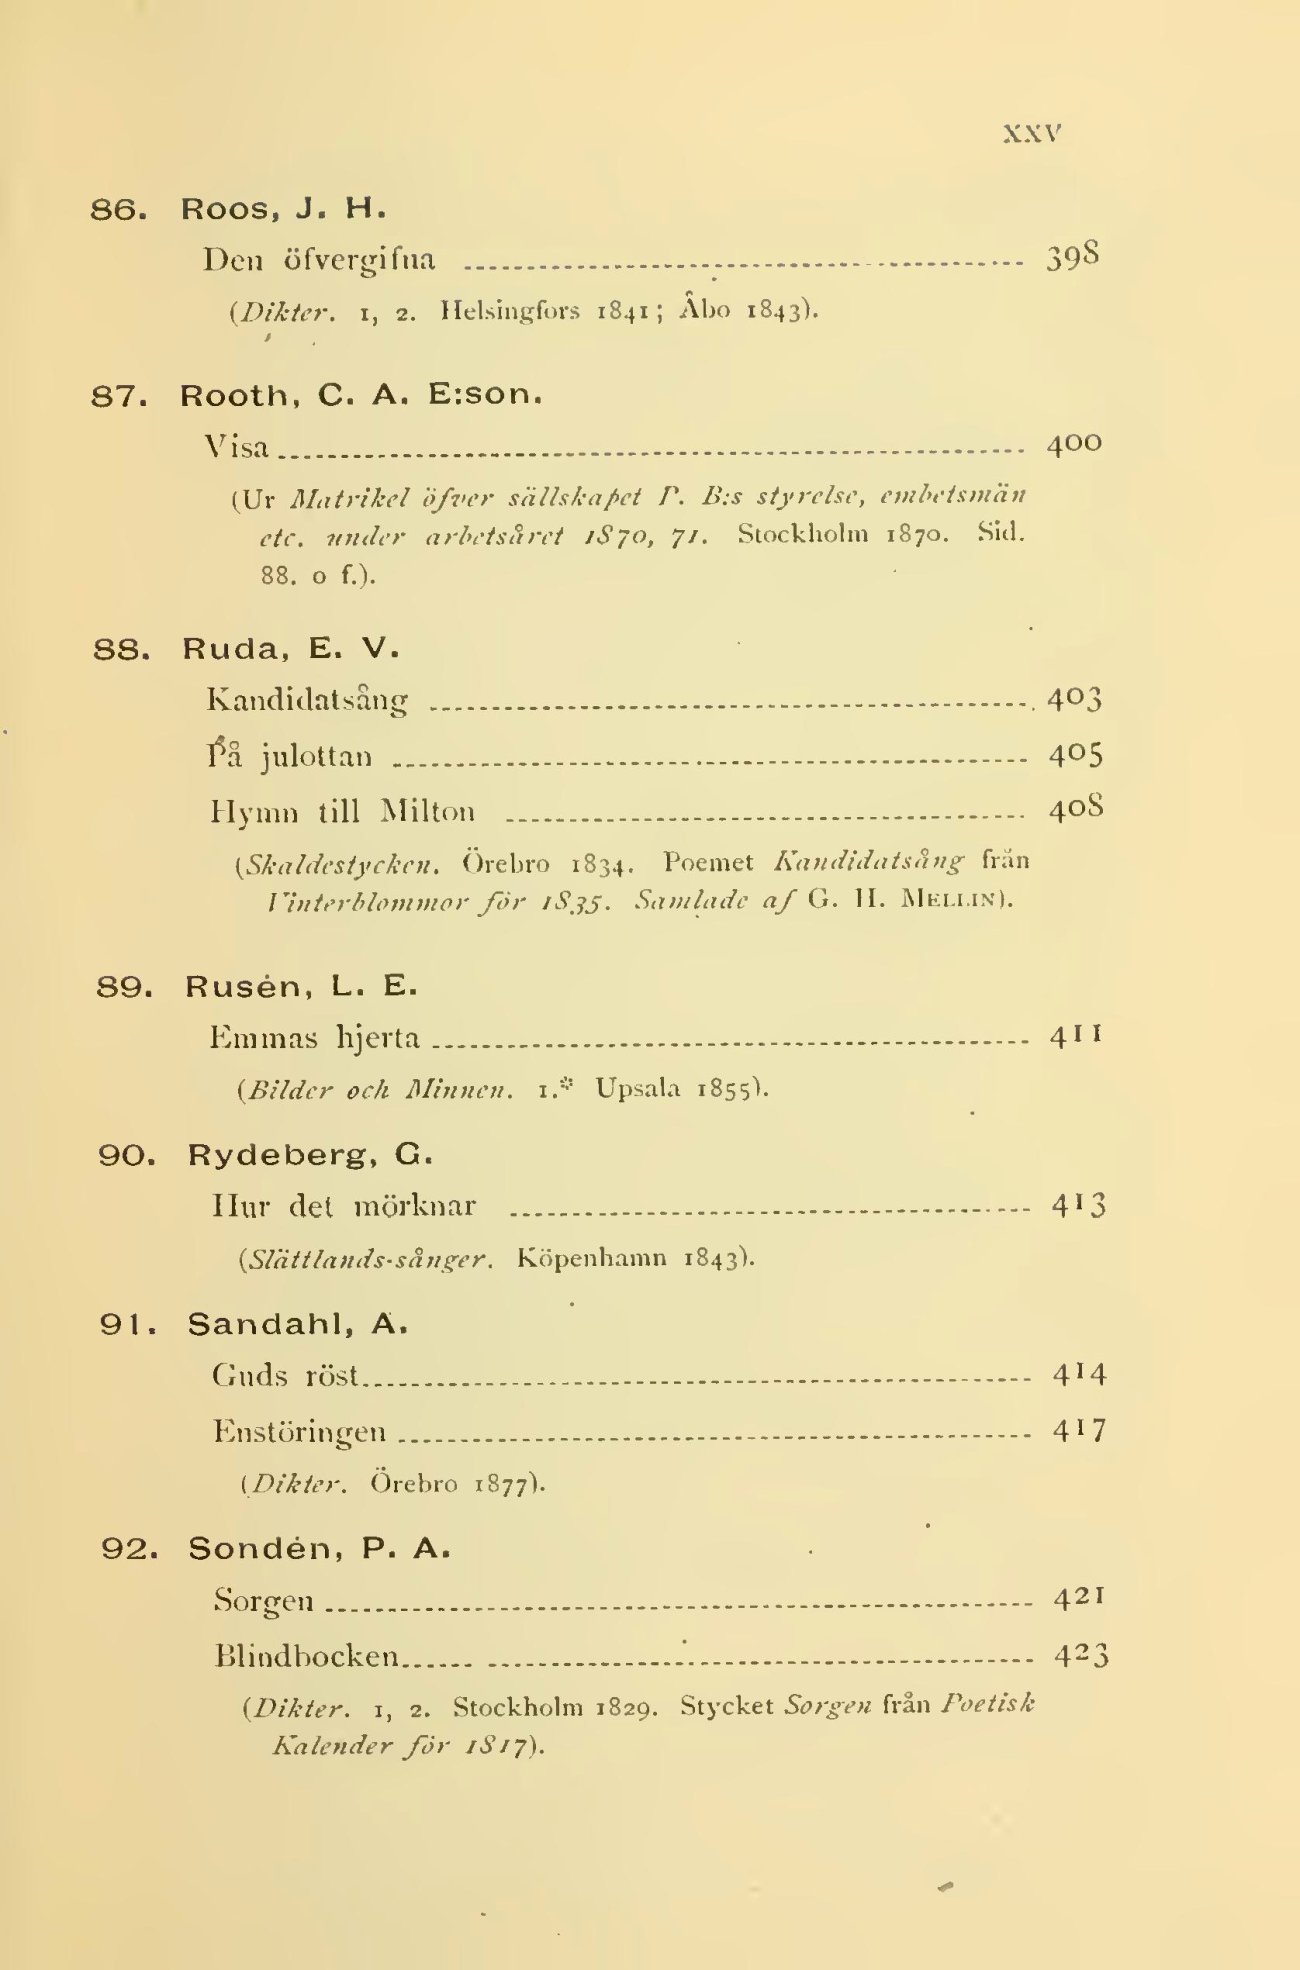 XXV
86. Roos, J. H.
Den öfvergifna 398
(Dikter. 1, 2. Helsingfors 1841; Åbo 1843).
87. Rooth, C. A. E:son.
Visa 400
(Ur Matrikel öfver sällskapet P. B:s styrelse, embetsmän
etc. under arbetsåret 1870, 71. Stockholm 1870. Sid.
88. o f.).
88. Ruda, E. V.
Kandidatsång 403
På julottan 405
Hymn till Milton 408
(Skaldestycken. Örebro 1834. Poemet Kandidatsång från
Vinterblommor för 1835. Samlade af G. H. MELLIN).
89. Rusén, L. E.
Emmas hjerta 411
(Bilder och Minnen. 1.* Upsala 1855).
90. Rydeberg, G.
Hur det mörknar 413
(Slättlands-sånger. Köpenhamn 1843).
91. Sandahl, A.
Guds röst 414
Enstöringen 417
(Dikter. Örebro 1877).
92. Sondén, P. A.
Sorgen 421
Blindbocken 423
(Dikter. 1, 2. Stockholm 1829. Stycket Sorgen från Poetisk
Kalender för 1817).